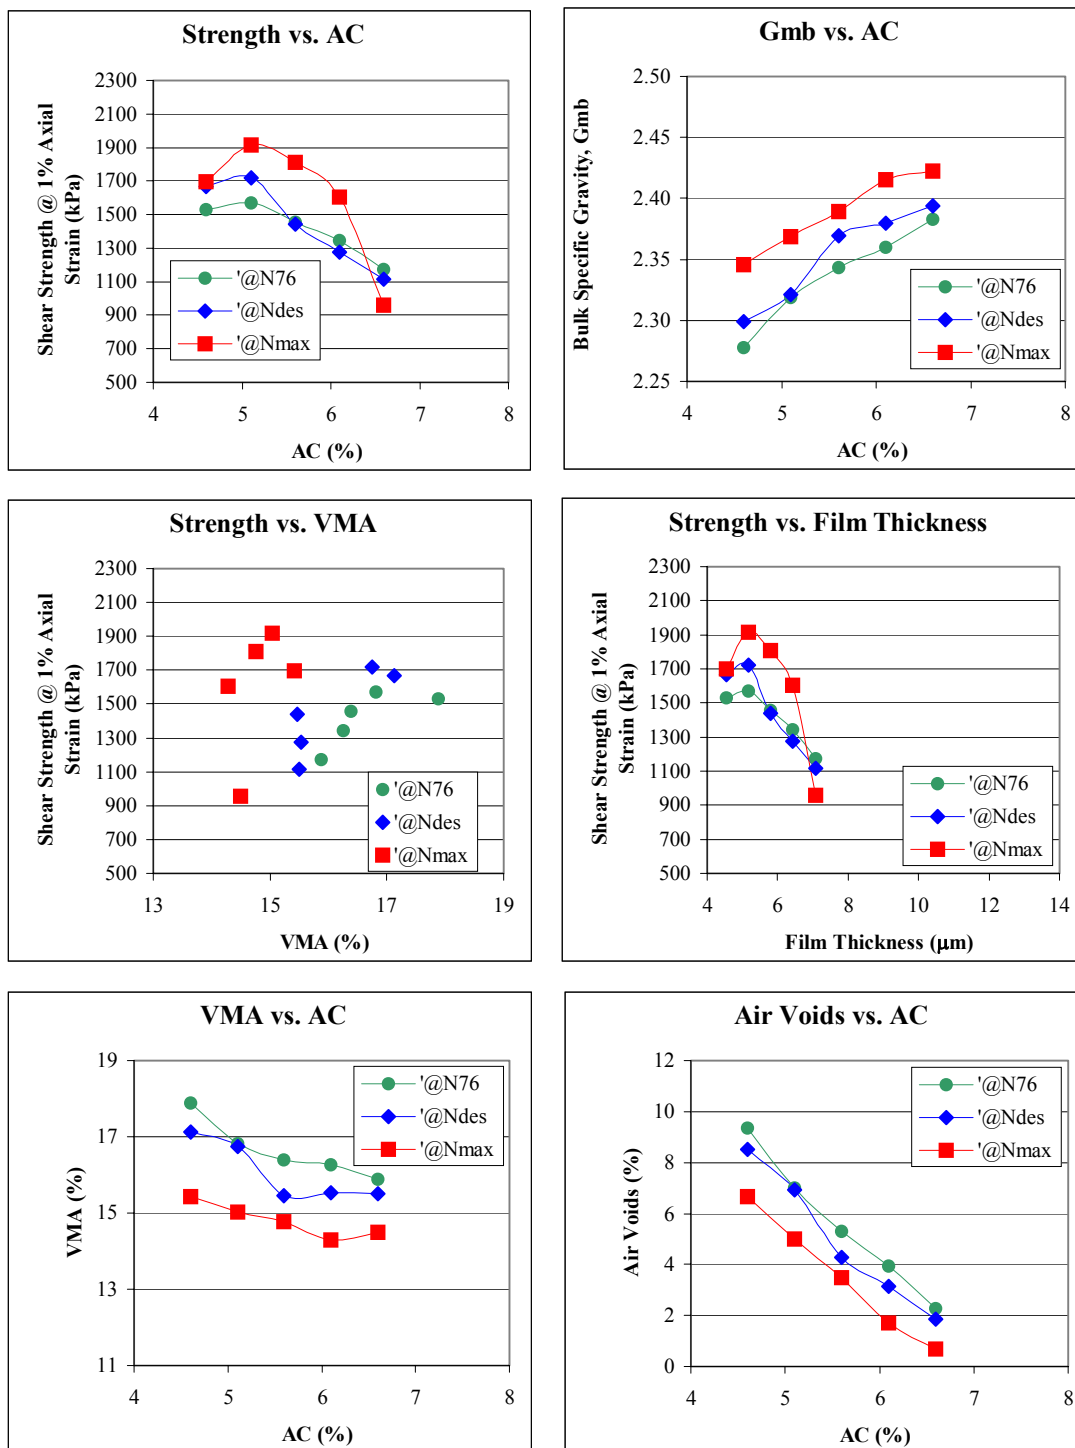 Strength vs. AC
Shear Strength @ 1% Axial
Strain (kPa)
2300
2100
1900
1700
1500
1300
1100
900
700
500
'@N76
'@Ndes
'@Nmax
4 5 6 7 8
AC (%)
Gmb vs. AC
Bulk Specific Gravity, Gmb
2.50
2.45
2.40
2.35
2.30
2.25
'@N76
'@Ndes
'@Nmax
4 5 6 7 8
AC (%)
Strength vs. VMA
Shear Strength @ 1% Axial
Strain (kPa)
2300
2100
1900
1700
1500
1300
1100
900
700
500
'@N76
'@Ndes
'@Nmax
13 15 17 19
VMA (%)
Strength vs. Film Thickness
Shear Strength @ 1% Axial
Strain (kPa)
2300
2100
1900
1700
1500
1300
1100
900
700
500
'@N76
'@Ndes
'@Nmax
4 6 8 10 12 14
Film Thickness (μm)
VMA vs. AC
VMA (%)
19
17
15
13
11
'@N76
'@Ndes
'@Nmax
4 5 6 7 8
AC (%)
Air Voids vs. AC
Air Voids (%)
12
10
8
6
4
2
0
'@N76
'@Ndes
'@Nmax
4 5 6 7 8
AC (%)